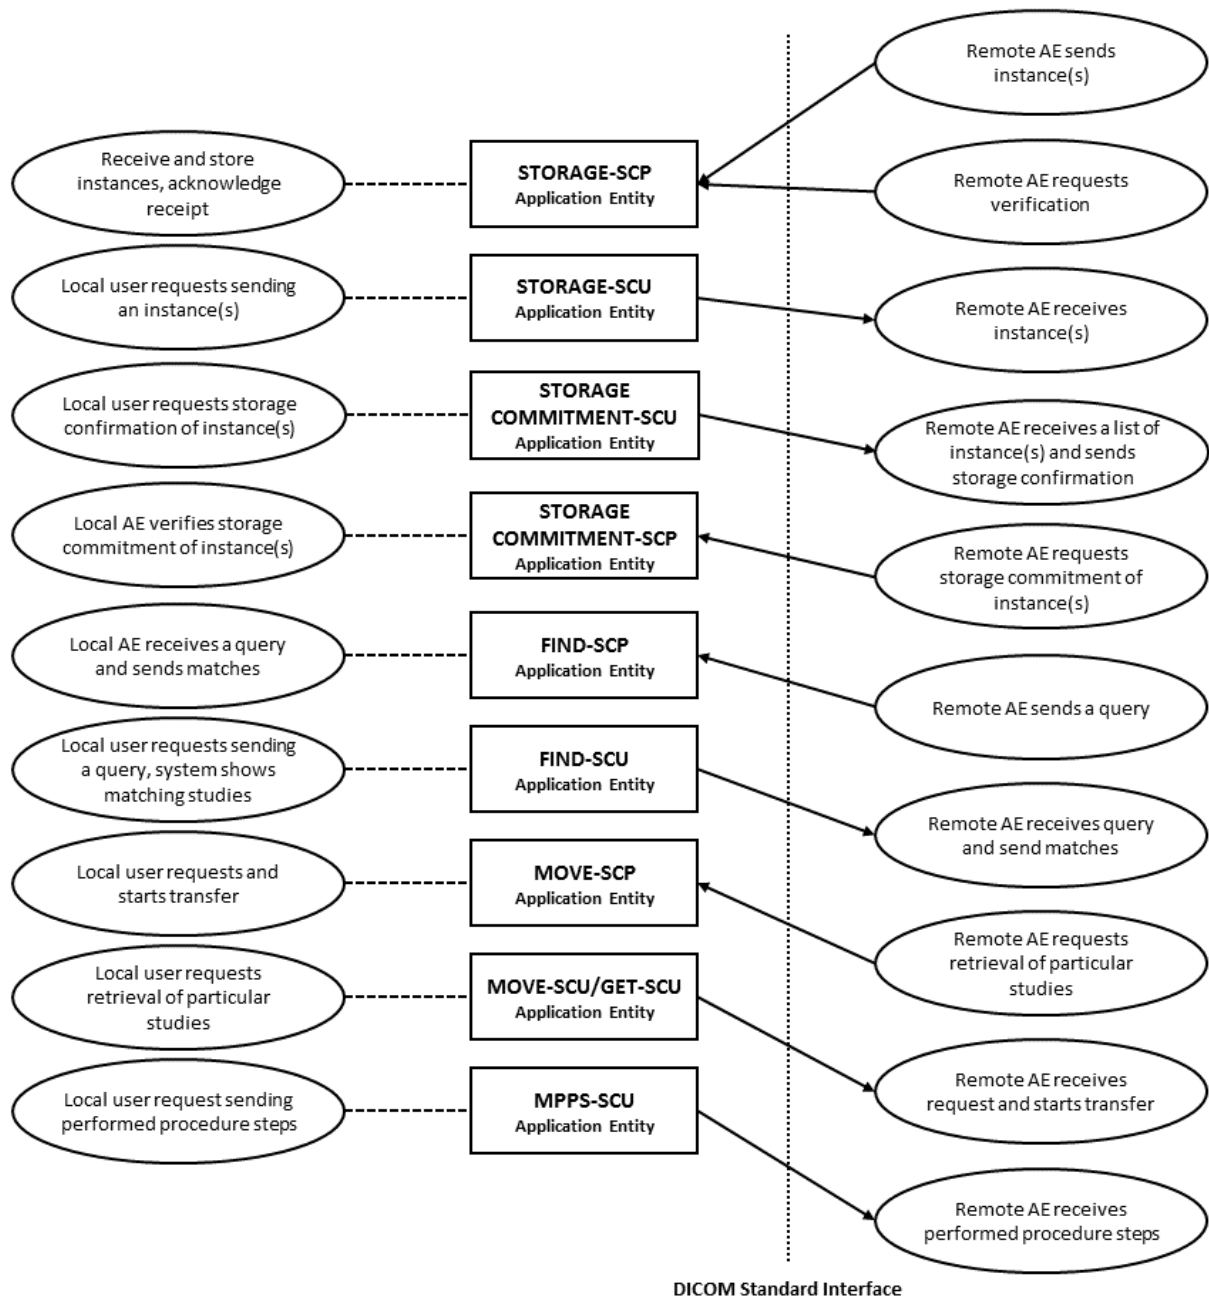 Remote AE sends
instance(s)
Receive and store
instances, acknowledge
receipt
STORAGE-SCP
Application Entity
Remote AE requests
verification
Local user requests sending
an instance(s)
STORAGE-SCU
Application Entity
Remote AE receives
instance(s)
Local user requests storage
confirmation of instance(s)
STORAGE
COMMITMENT-SCU
Application Entity
Remote AE receives a list of
instance(s) and sends
storage confirmation
Local AE verifies storage
commitment of instance(s)
STORAGE
COMMITMENT-SCP
Application Entity
Remote AE requests
storage commitment of
instance(s)
Local AE receives a query
and sends matches
FIND-SCP
Application Entity
Remote AE sends a query
Local user requests sending
a query, system shows
matching studies
FIND-SCU
Application Entity
Remote AE receives query
and send matches
Local user requests and
starts transfer
MOVE-SCP
Application Entity
Remote AE requests
retrieval of particular
studies
Local user requests
retrieval of particular
studies
MOVE-SCU/GET-SCU
Application Entity
Remote AE receives
request and starts transfer
Local user request sending
performed procedure steps
MPPS-SCU
Application Entity
Remote AE receives
performed procedure steps
DICOM Standard Interface